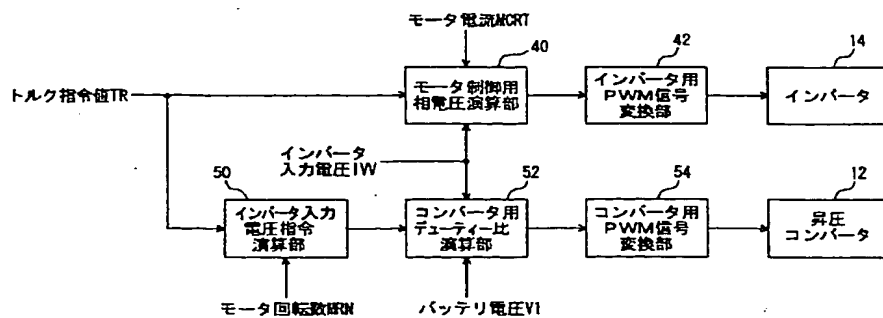 モータ電流MCRT
40
42
14
トルク指令値TR
モータ制御用
相電圧演算部
インバータ用
PWM信号
変換部
インバータ
インバータ
入力電圧IVV
50
52
54
12
インバータ入力
電圧指令
演算部
コンバータ用
デューティー比
演算部
コンバータ用
PWM信号
変換部
昇圧
コンバータ
モータ回転数MRN
バッテリ電圧V1